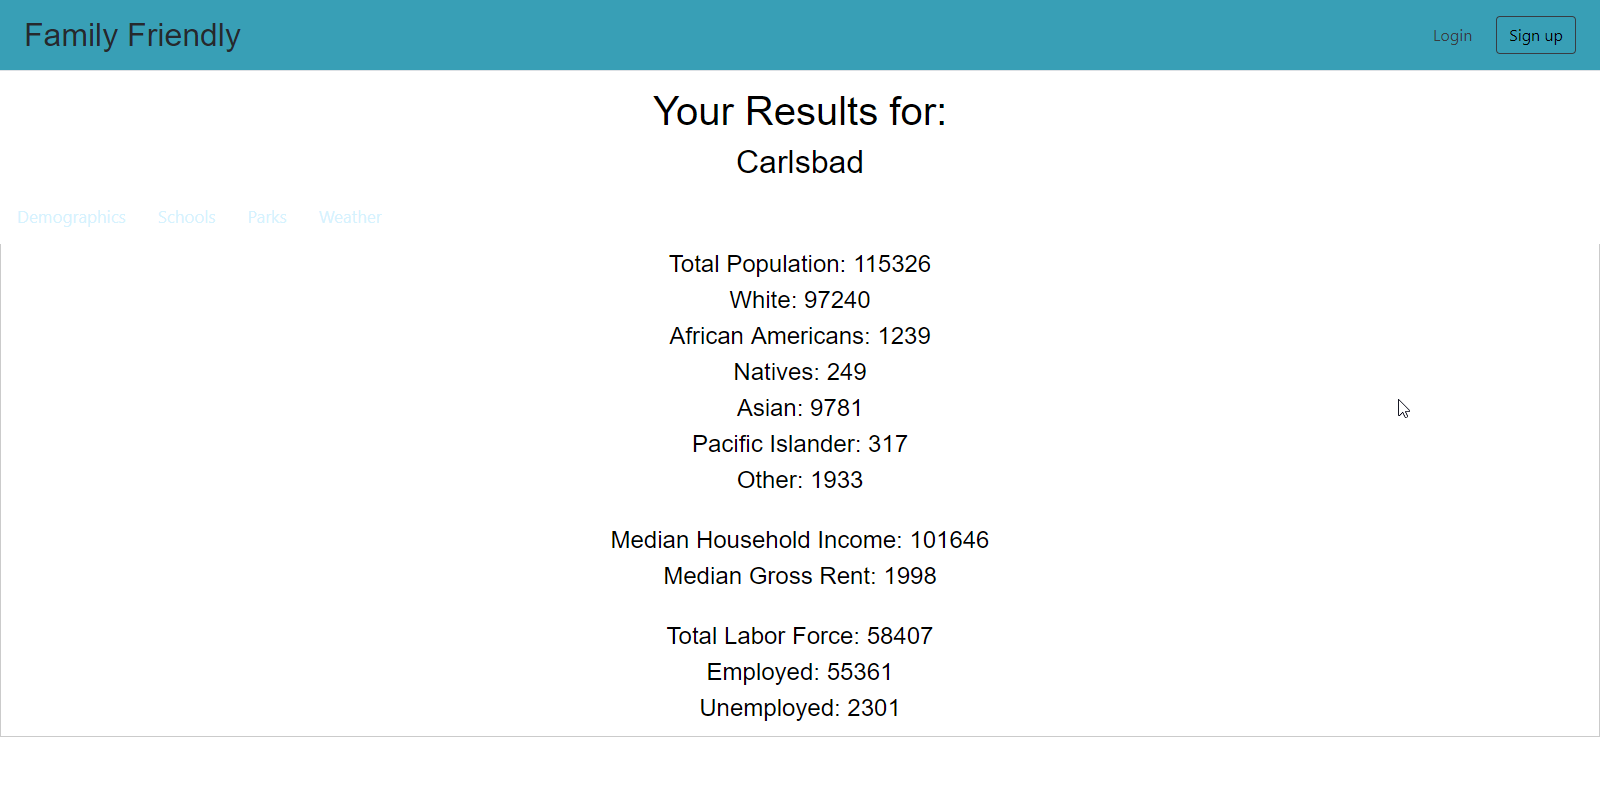 Family Friendly Login Sign up
Your Results for:
Carlsbad
Demographics Schools Parks Weather
Total Population: 115326
White: 97240
African Americans: 1239
Natives: 249
Asian: 9781
Pacific Islander: 317
Other: 1933
Median Household Income: 101646
Median Gross Rent: 1998
Total Labor Force: 58407
Employed: 55361
Unemployed: 2301